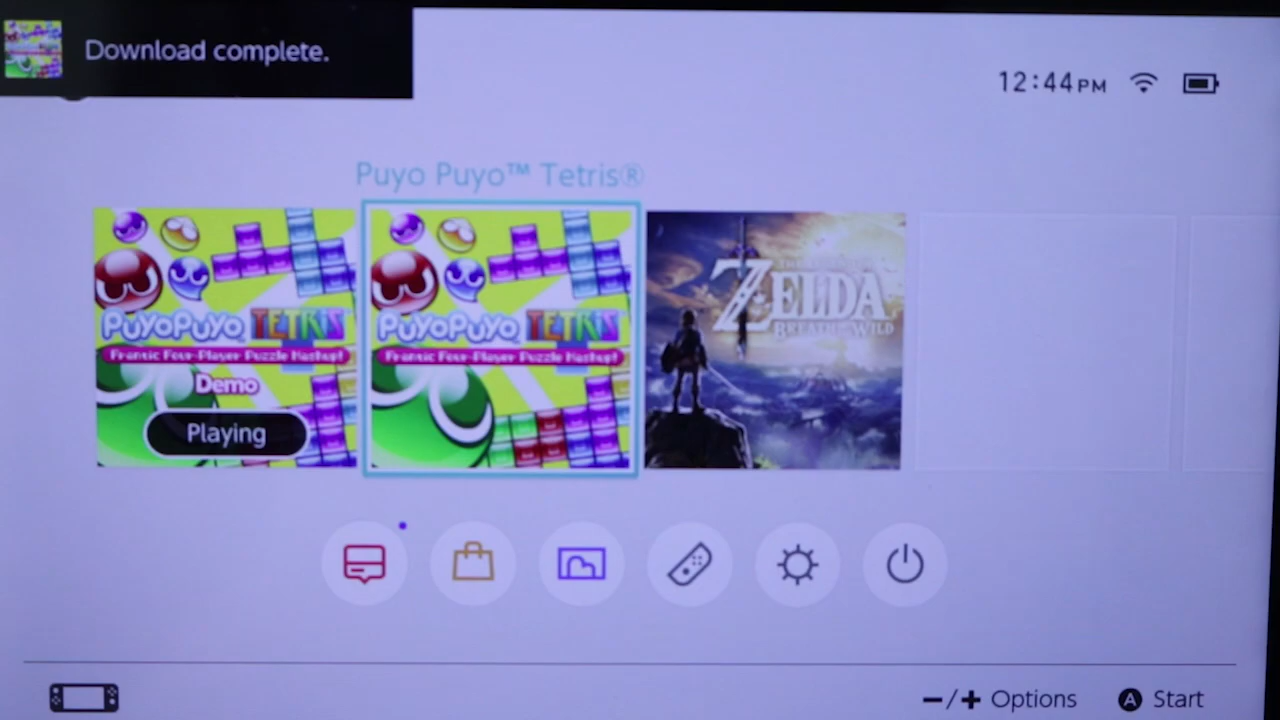 Download complete.
12:44 PM
Puyo Puyo™ Tetris®
PuyoPuyo TETRIS
Frantic Four-Player Puzzle Mashup!
Demo
Playing
PuyoPuyo TETRIS
Frantic Four-Player Puzzle Mashup!
ZELDA
BREATH OF THE WILD
−/+ Options
A Start